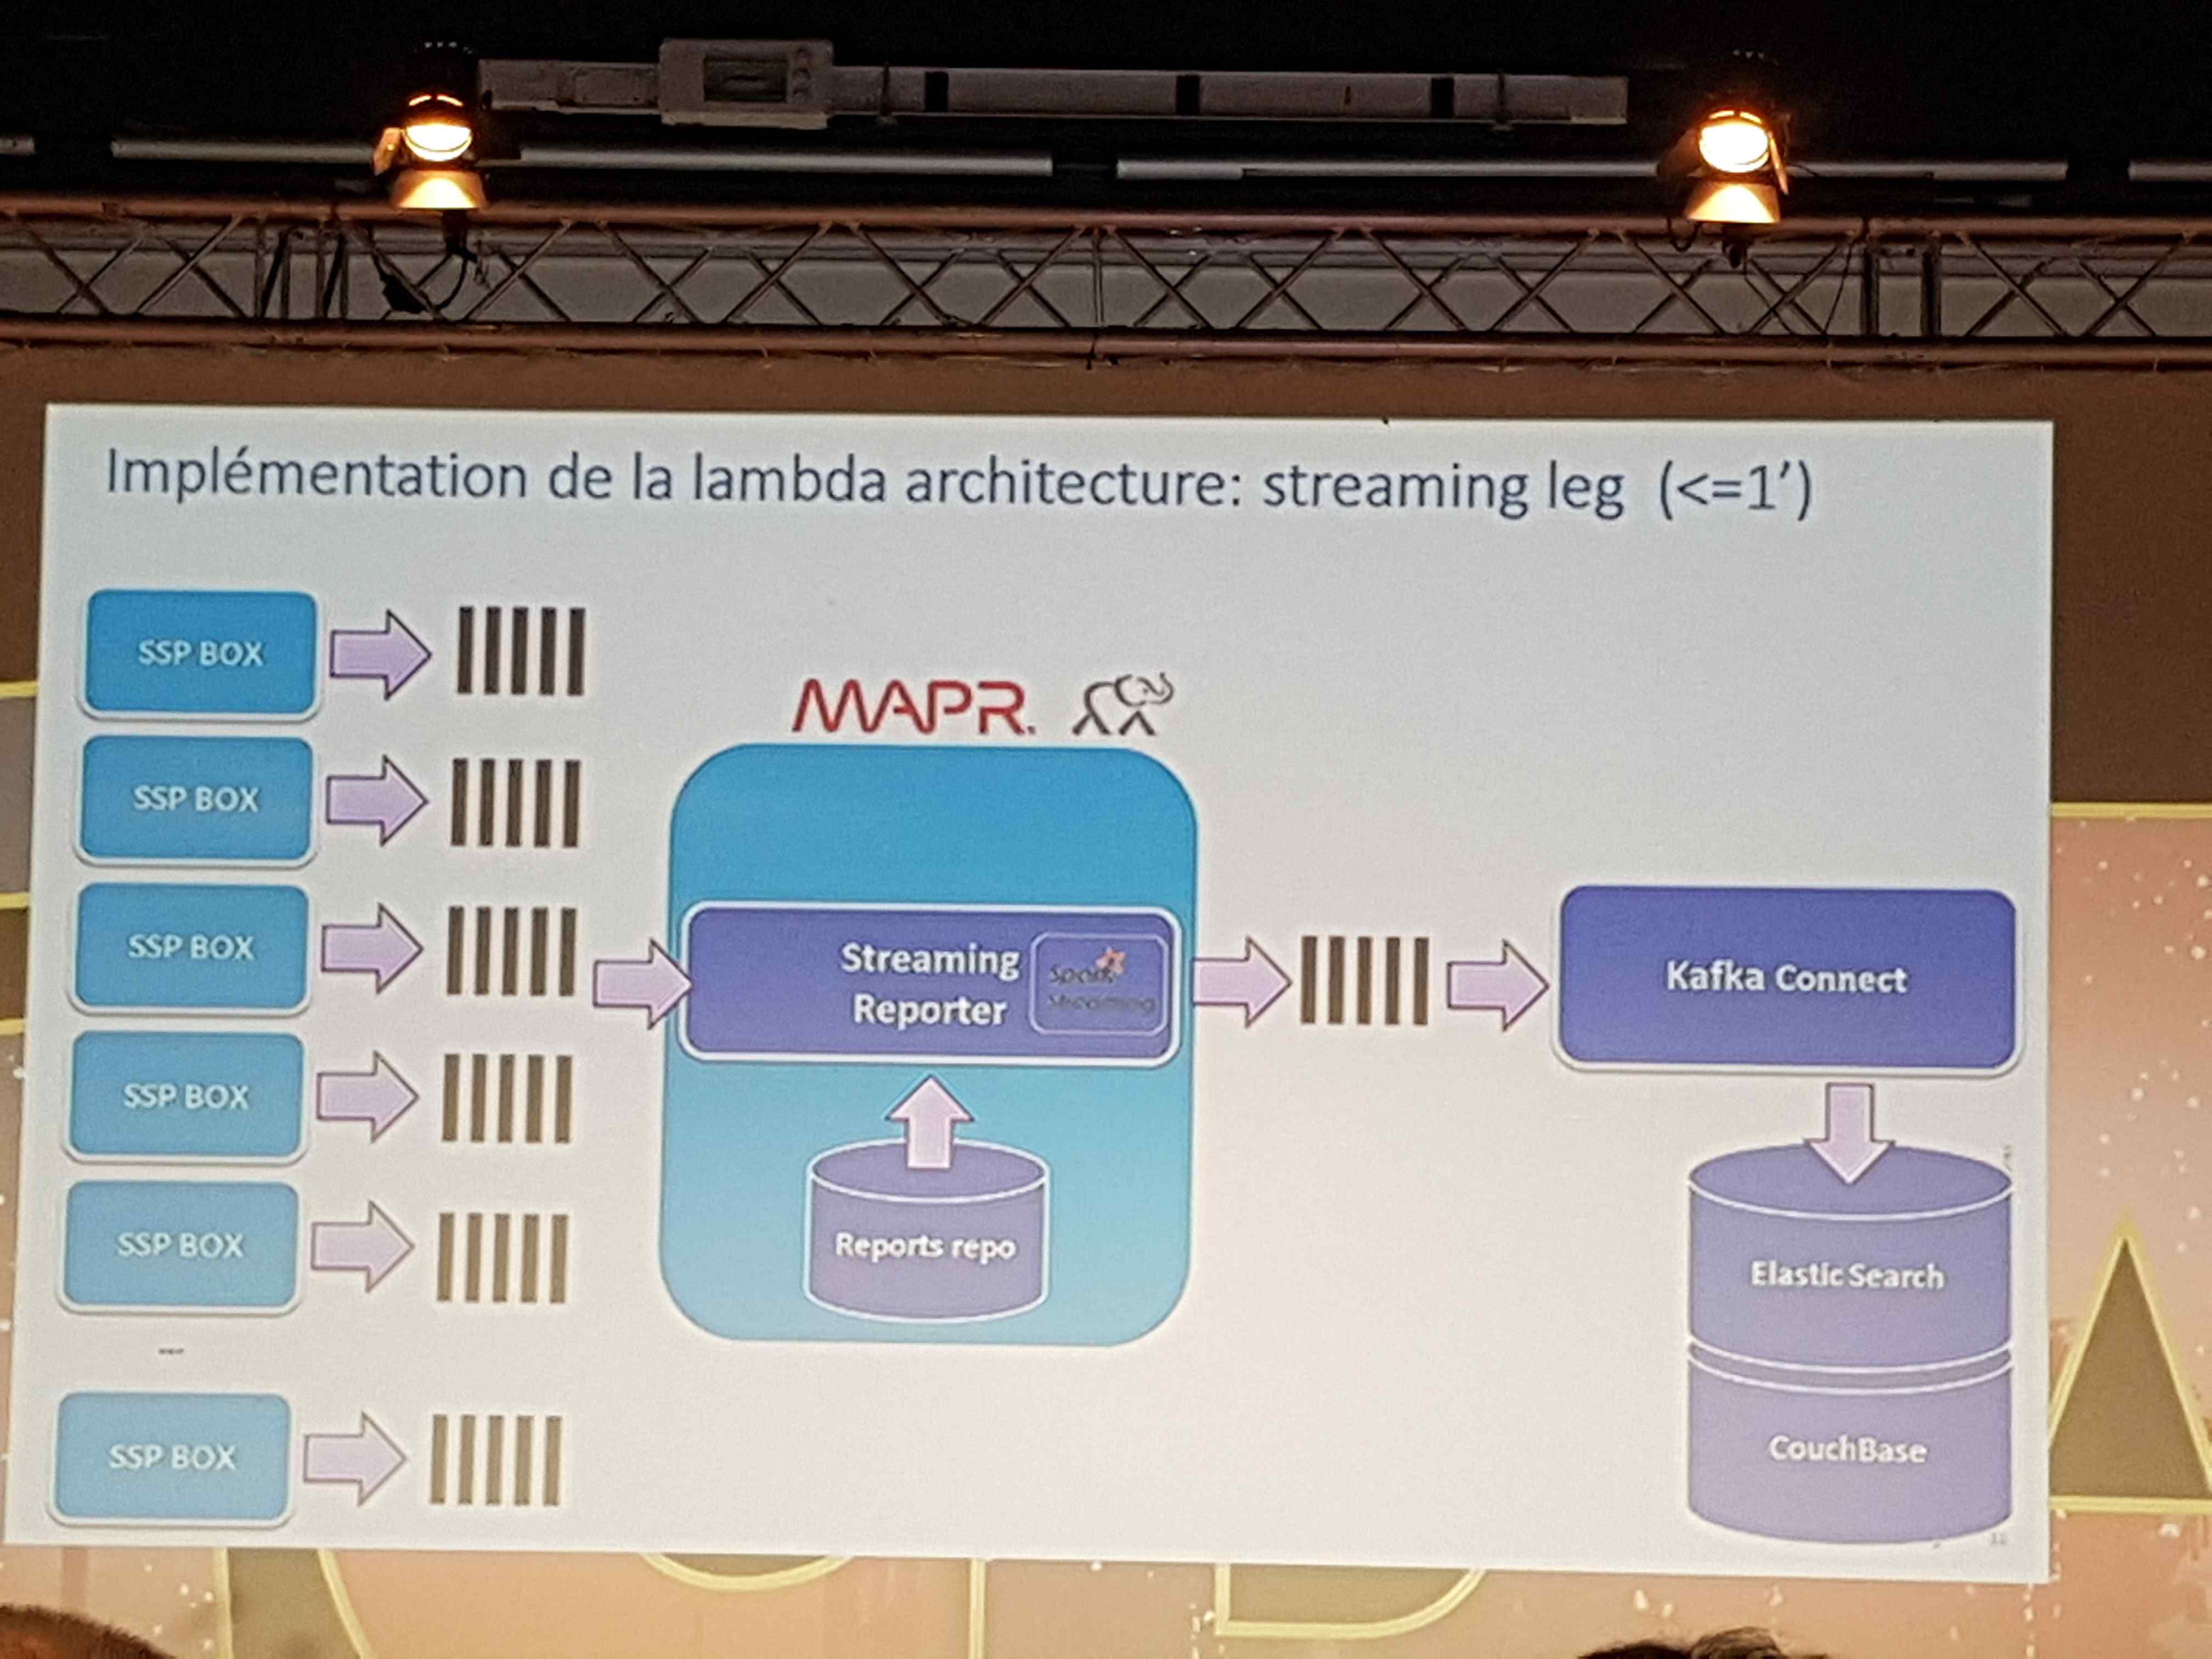 Implémentation de la lambda architecture: streaming leg (<=1')
SSP BOX
SSP BOX
SSP BOX
SSP BOX
SSP BOX
...
SSP BOX
MAPR.
Streaming
Reporter
Spark
Streaming
Reports repo
Kafka Connect
Elastic Search
CouchBase